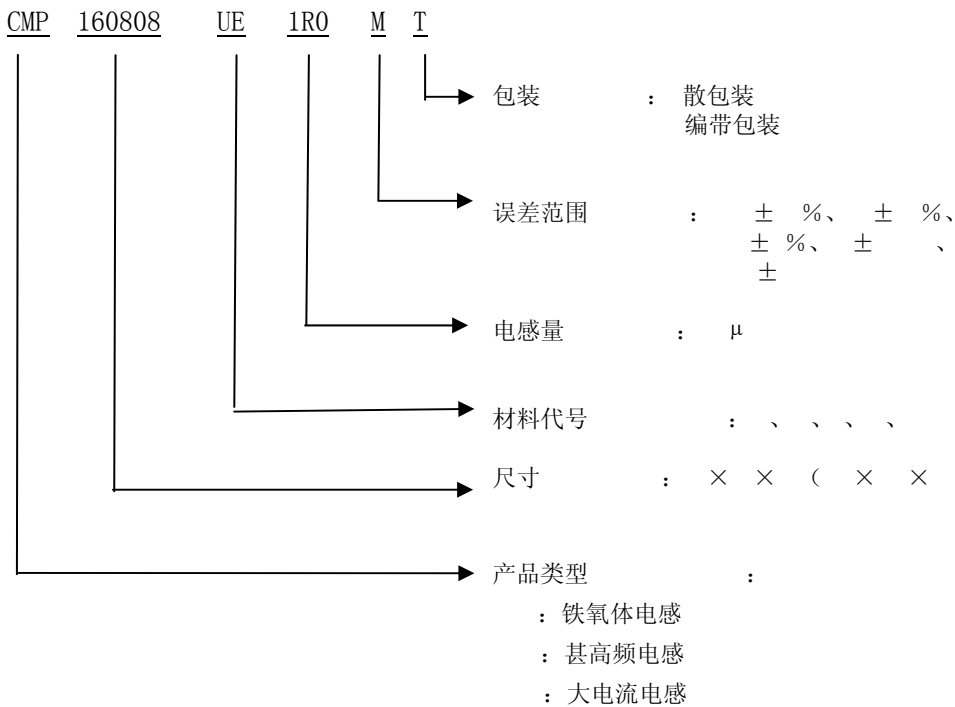 CMP 160808 UE 1R0 M T
包装 : 散包装
编带包装
误差范围 : ± %、 ± %、
± %、 ± 、
±
电感量 : μ
材料代号 : 、 、 、 、
尺寸 : × × ( × ×
产品类型 :
: 铁氧体电感
: 甚高频电感
: 大电流电感